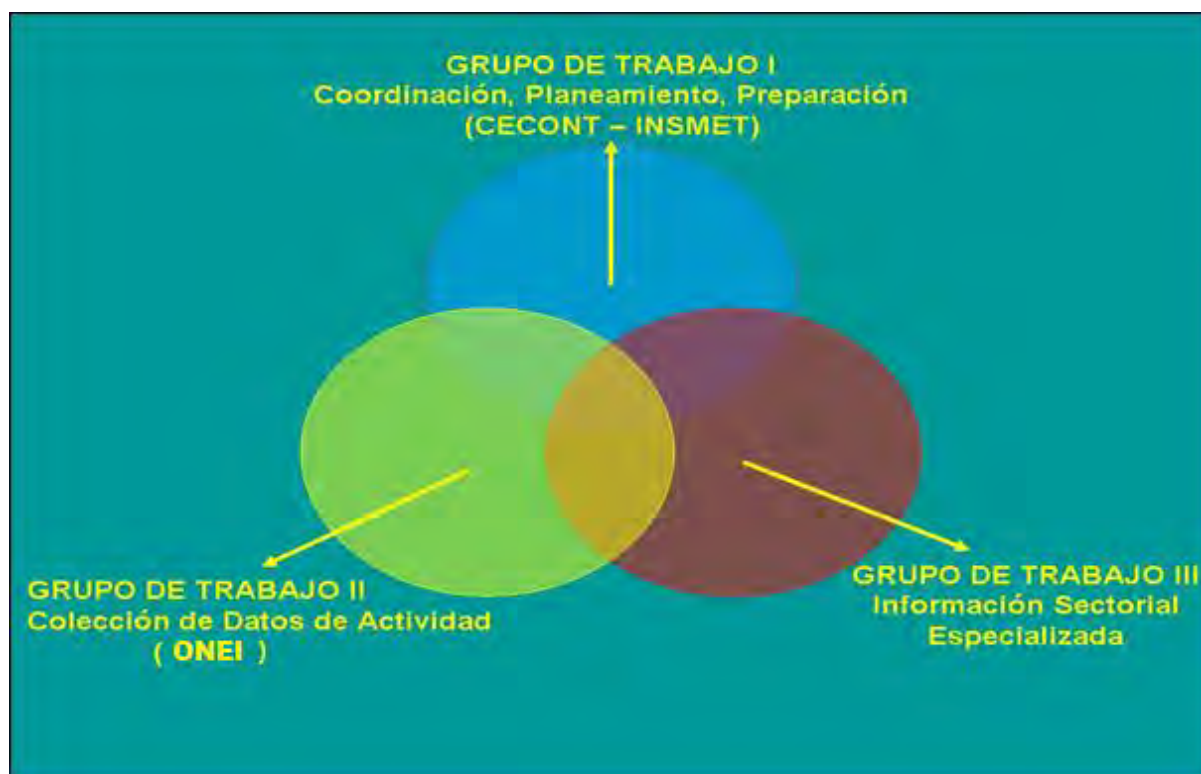 GRUPO DE TRABAJO I
Coordinación, Planeamiento, Preparación
(CECONT – INSMET)
GRUPO DE TRABAJO II
Colección de Datos de Actividad
( ONEI )
GRUPO DE TRABAJO III
Información Sectorial
Especializada